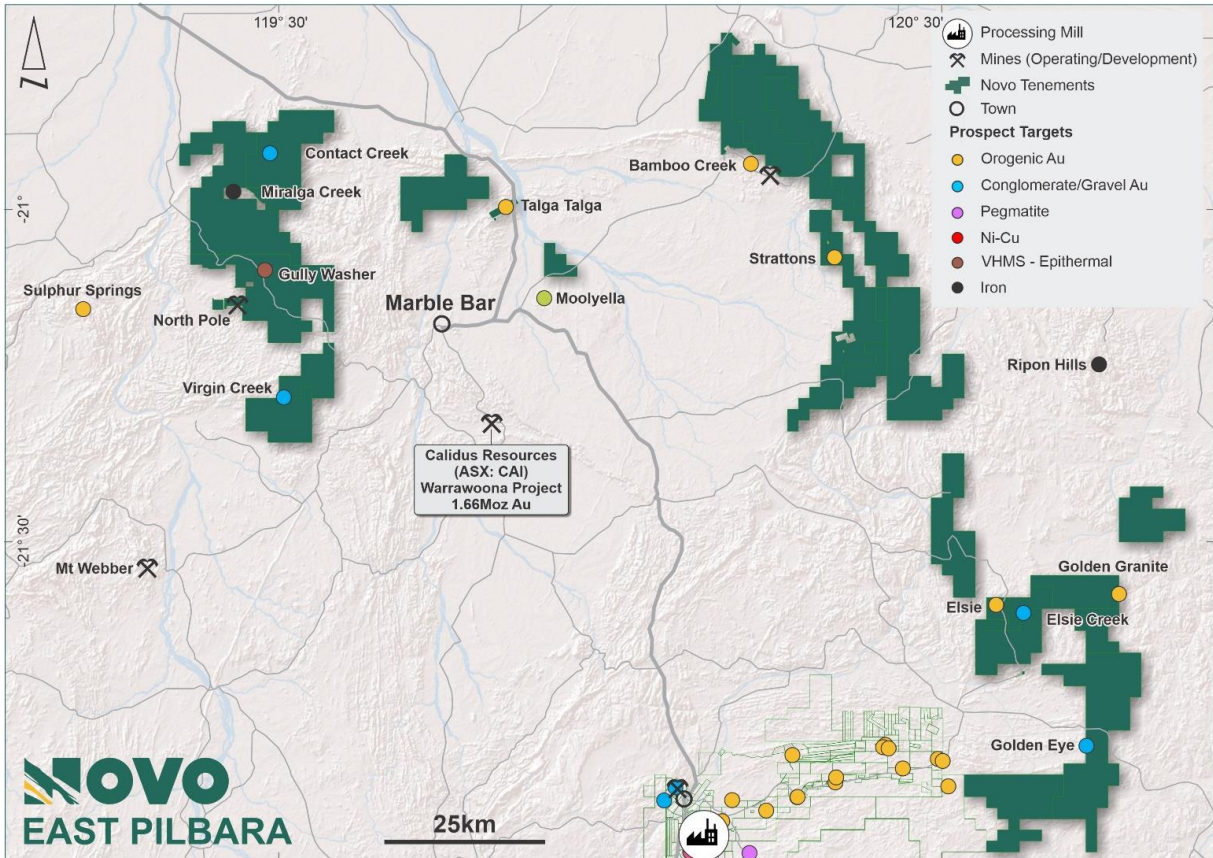 119° 30'
120° 30'
Processing Mill
Mines (Operating/Development)
Novo Tenements
Town
Prospect Targets
Orogenic Au
Conglomerate/Gravel Au
Pegmatite
Ni-Cu
VHMS - Epithermal
Iron
N
Contact Creek
Bamboo Creek
Miralga Creek
Talga Talga
-21°
Strattons
Gully Washer
Sulphur Springs
Moolyella
Marble Bar
North Pole
Ripon Hills
Virgin Creek
Calidus Resources
(ASX: CAI)
Warrawoona Project
1.66Moz Au
-21° 30'
Mt Webber
Golden Granite
Elsie
Elsie Creek
Golden Eye
NOVO
EAST PILBARA
25km